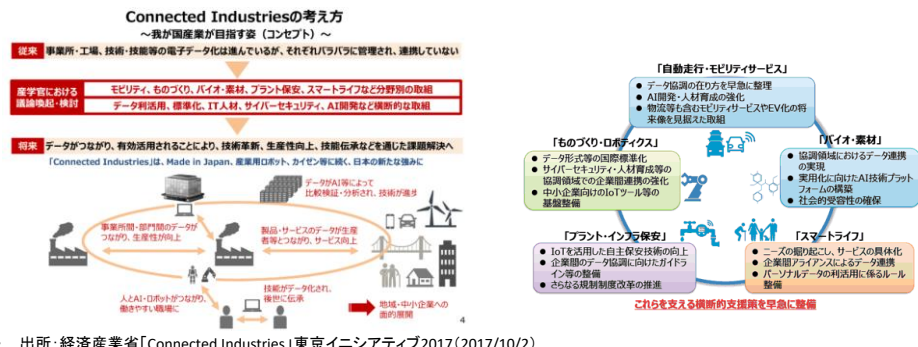 Connected Industriesの考え方
～我が国産業が目指す姿（コンセプト）～
従来 事業所・工場、技術・技能等の電子データ化は進んでいるが、それぞれバラバラに管理され、連携していない
産学官における
議論喚起・検討
モビリティ、ものづくり、バイオ・素材、プラント保安、スマートライフなど分野別の取組
データ利活用、標準化、IT人材、サイバーセキュリティ、AI開発など横断的な取組
将来 データがつながり、有効活用されることにより、技術革新、生産性向上、技能伝承などを通じた課題解決へ
「Connected Industries」は、Made in Japan、産業用ロボット、カイゼン等に続く、日本の新たな強みに
データがAI等によって
比較検証・分析され、技術が進歩
事業所間・部門間のデータが
つながり、生産性が向上
製品・サービスのデータが生産
者等とつながり、サービス向上
人とAI・ロボットがつながり、
働きやすい職場に
技能がデータ化され、
後世に伝承
地域・中小企業への
面的展開
4
「自動走行・モビリティサービス」
● データ協調の在り方を早急に整理
● AI開発・人材育成の強化
● 物流等も含むモビリティサービスやEV化の将
来像を見据えた取組
「ものづくり・ロボティクス」
● データ形式等の国際標準化
● サイバーセキュリティ・人材育成等の
協調領域での企業間連携の強化
● 中小企業向けのIoTツール等の
基盤整備
「バイオ・素材」
● 協調領域におけるデータ連携
の実現
● 実用化に向けたAI技術プラット
フォームの構築
● 社会的受容性の確保
「プラント・インフラ保安」
● IoTを活用した自主保安技術の向上
● 企業間のデータ協調に向けたガイドラ
イン等の整備
● さらなる規制制度改革の推進
「スマートライフ」
● ニーズの掘り起こし、サービスの具体化
● 企業間アライアンスによるデータ連携
● パーソナルデータの利活用に係るルール
整備
これらを支える横断的支援策を早急に整備
出所：経済産業省「Connected Industries」東京イニシアティブ2017（2017/10/2）